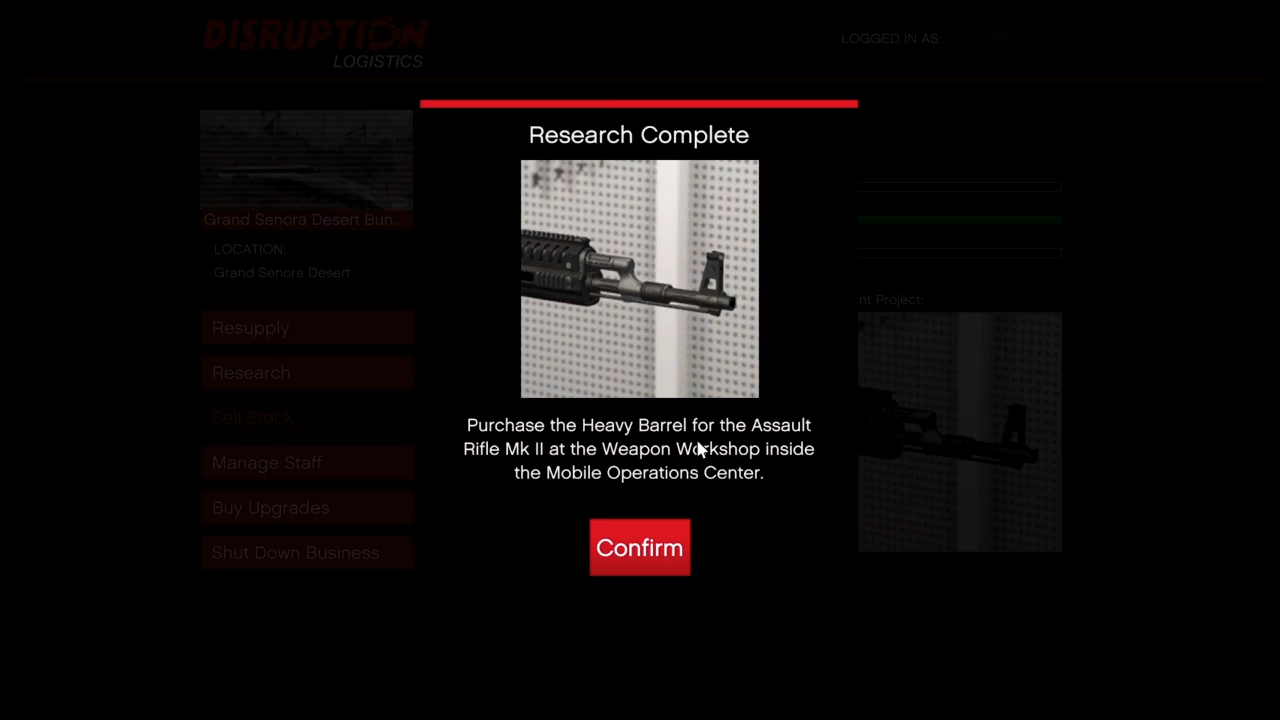 DISRUPTION
LOGISTICS
LOGGED IN AS:
Research Complete
Grand Senora Desert Bun...
LOCATION:
Grand Senora Desert
nt Project:
Resupply
Research
Sell Stock
Manage Staff
Buy Upgrades
Shut Down Business
Purchase the Heavy Barrel for the Assault
Rifle Mk II at the Weapon Workshop inside
the Mobile Operations Center.
Confirm